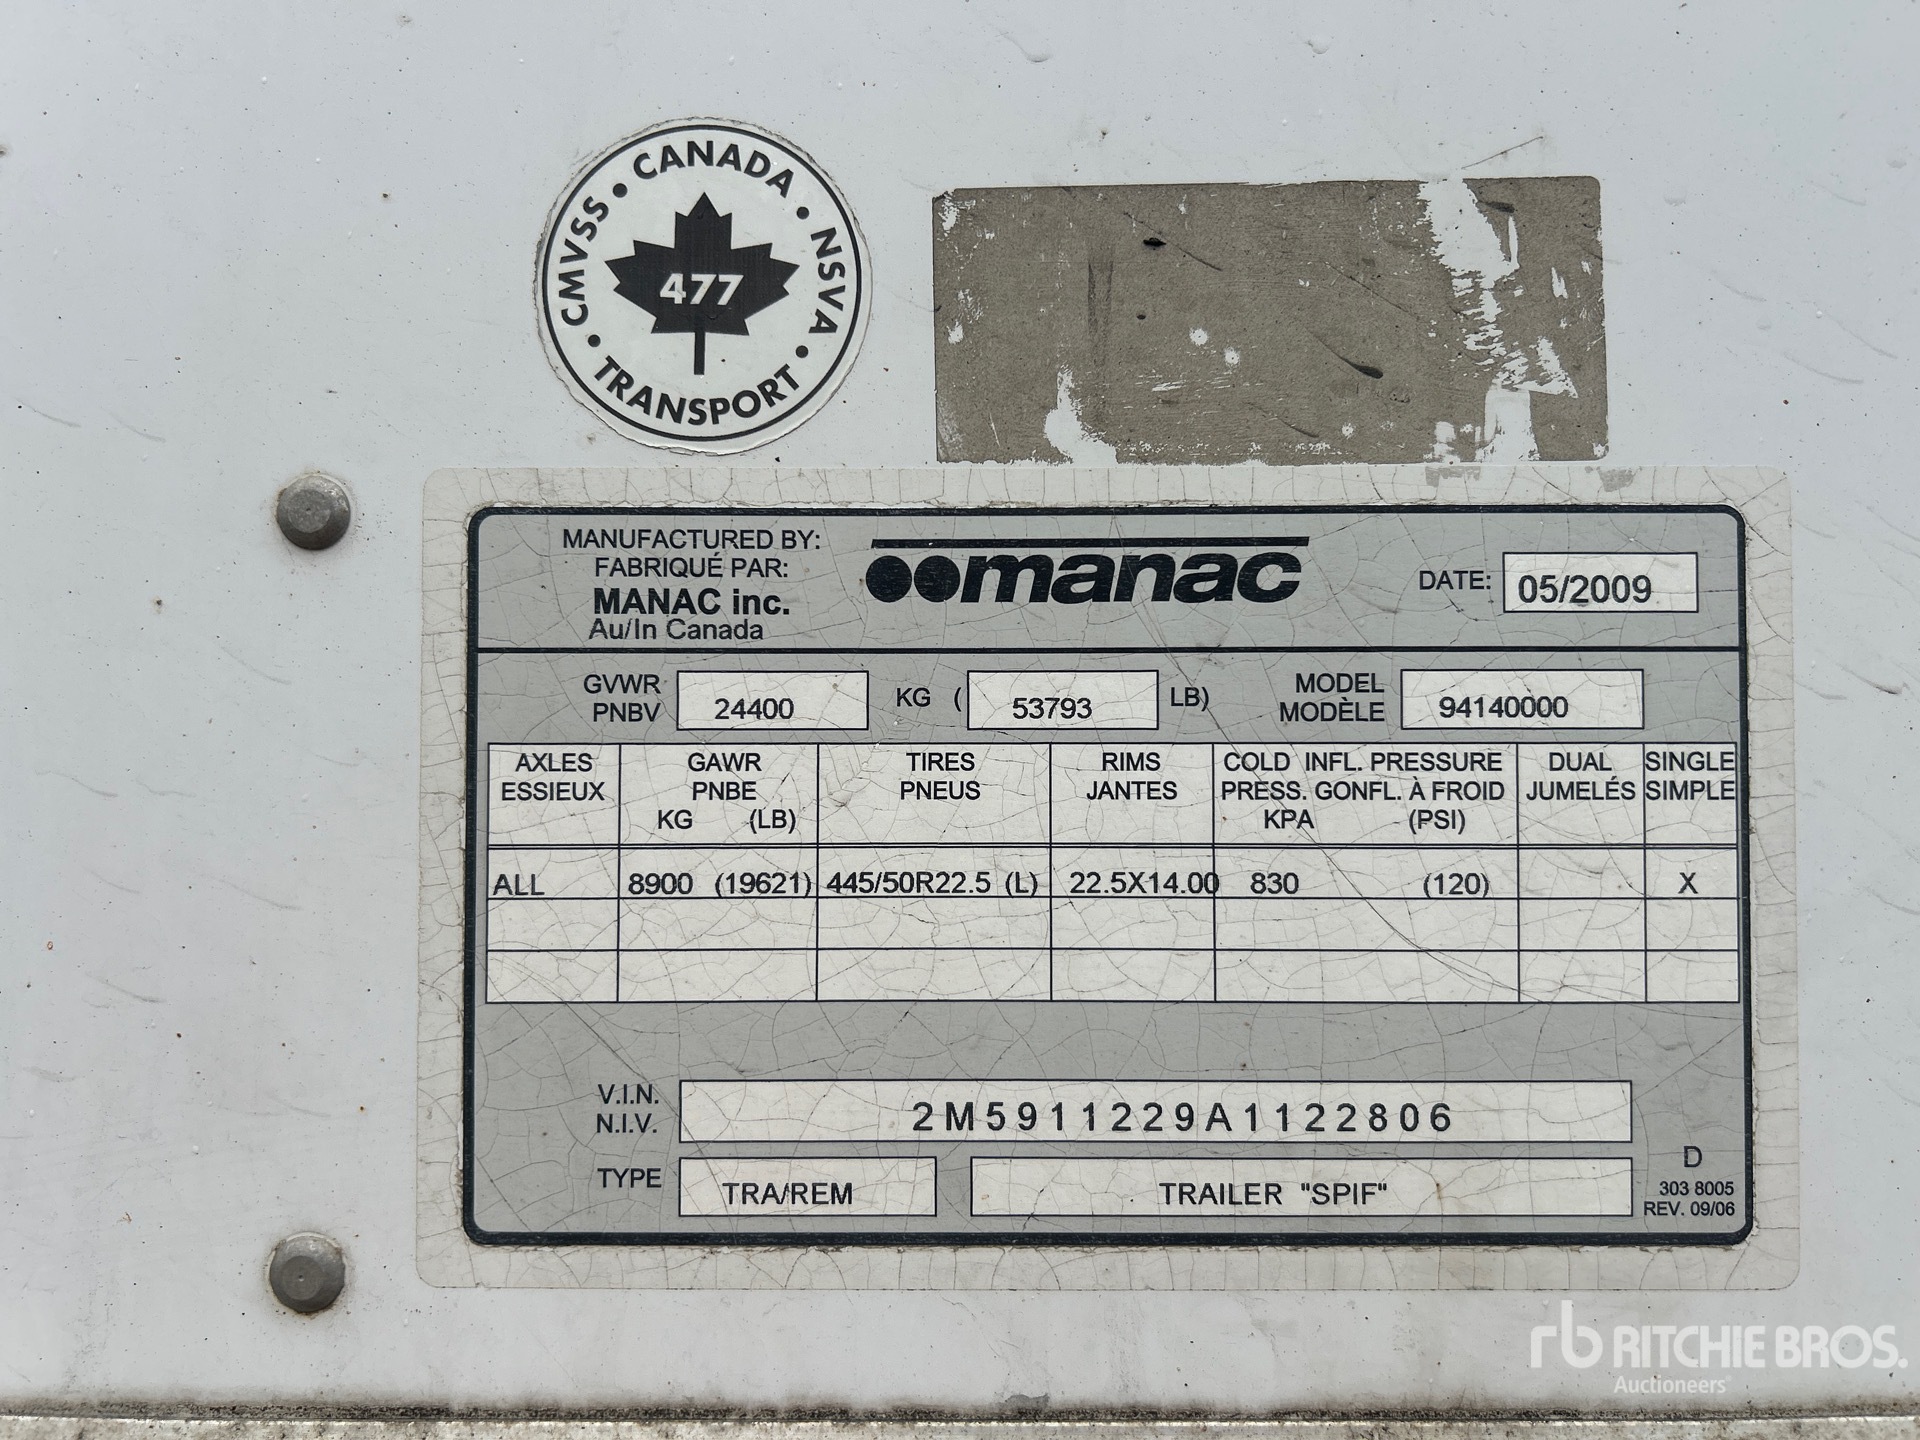 CMVSS • CANADA • NSVA • TRANSPORT •
477
MANUFACTURED BY:
FABRIQUÉ PAR:
MANAC inc.
Au/In Canada
manac
DATE: 05/2009
GVWR
PNBV
24400 KG ( 53793 LB)
MODEL
MODÈLE
94140000
AXLES
ESSIEUX
GAWR
PNBE
KG (LB)
TIRES
PNEUS
RIMS
JANTES
COLD INFL. PRESSURE
PRESS. GONFL. À FROID
KPA (PSI)
DUAL
JUMELÉS
SINGLE
SIMPLE
ALL 8900 (19621) 445/50R22.5 (L) 22.5X14.00 830 (120) X
V.I.N.
N.I.V.
2M5911229A1122806
TYPE TRA/REM TRAILER "SPIF"
D
303 8005
REV. 09/06
rb RITCHIE BROS.
Auctioneers